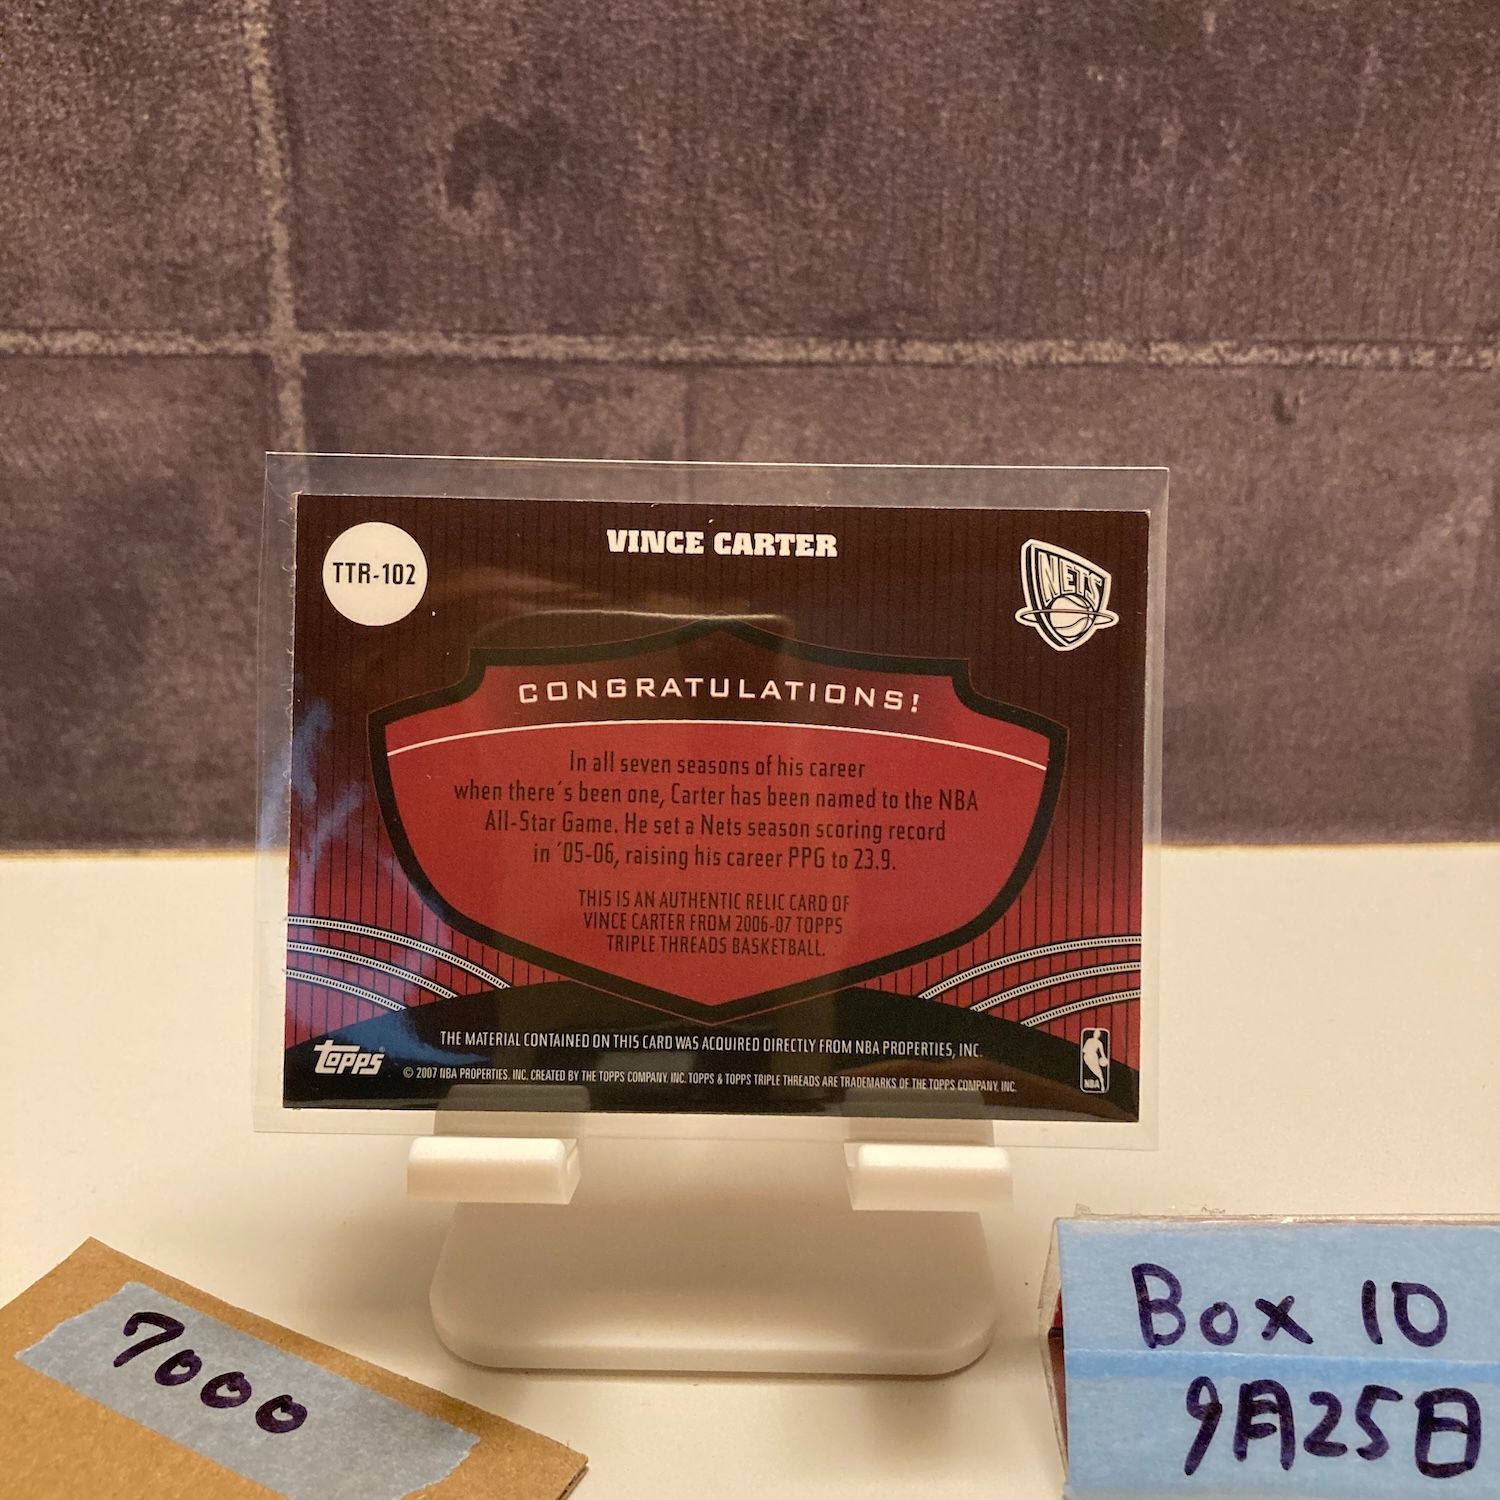 VINCE CARTER
TTR-102
NETS
CONGRATULATIONS!
In all seven seasons of his career
when there's been one, Carter has been named to the NBA
All-Star Game. He set a Nets season scoring record
in '05-06, raising his career PPG to 23.9.
THIS IS AN AUTHENTIC RELIC CARD OF
VINCE CARTER FROM 2006-07 TOPPS
TRIPLE THREADS BASKETBALL.
THE MATERIAL CONTAINED ON THIS CARD WAS ACQUIRED DIRECTLY FROM NBA PROPERTIES, INC.
topps®
© 2007 NBA PROPERTIES. INC. CREATED BY THE TOPPS COMPANY. INC. TOPPS & TOPPS TRIPLE THREADS ARE TRADEMARKS OF THE TOPPS COMPANY, INC.
NBA
7000
Box 10
9月25日